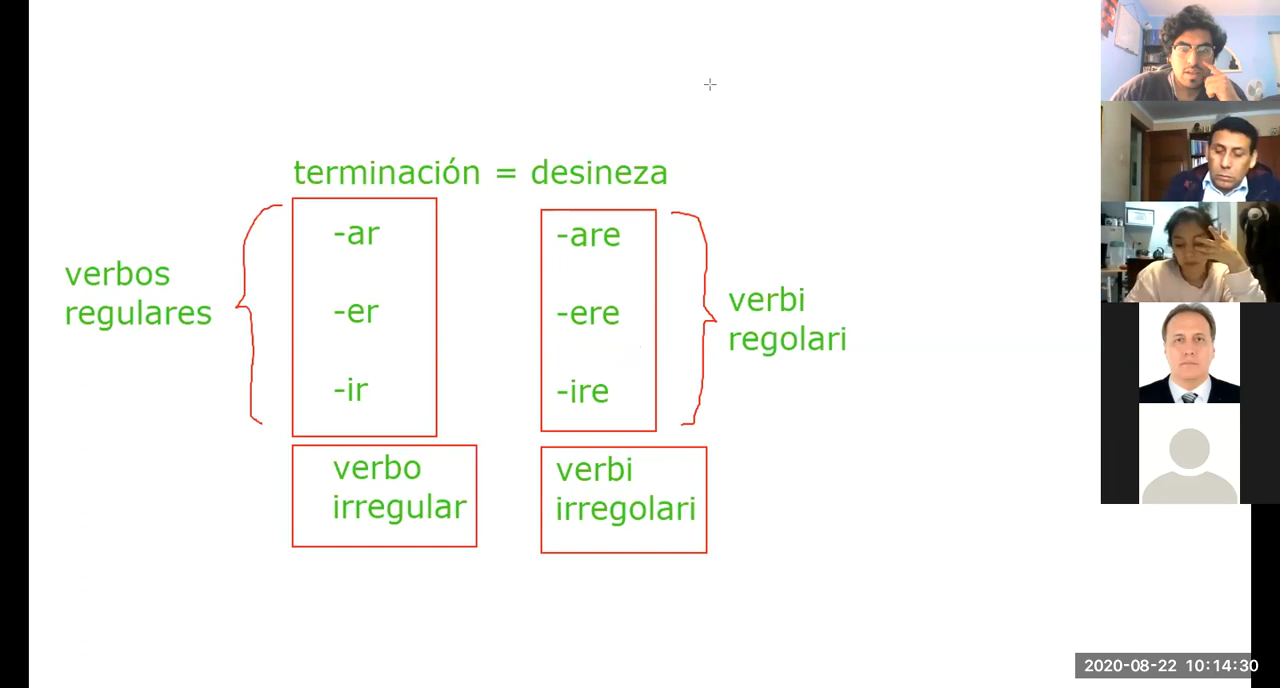 terminación = desineza
-ar
-are
verbos
regulares
-er
-ere
verbi
regolari
-ir
-ire
verbo
irregular
verbi
irregolari
2020-08-22 10:14:30